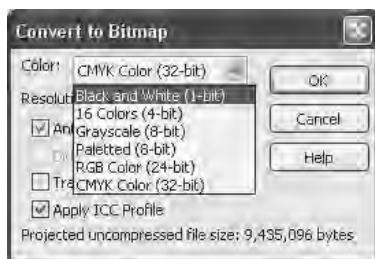 Convert to Bitmap
Color: CMYK Color (32-bit)
OK
Black and White (1-bit)
16 Colors (4-bit)
Cancel
Grayscale (8-bit)
Paletted (8-bit)
Help
RGB Color (24-bit)
CMYK Color (32-bit)
Apply ICC Profile
Projected uncompressed file size: 9,435,096 bytes